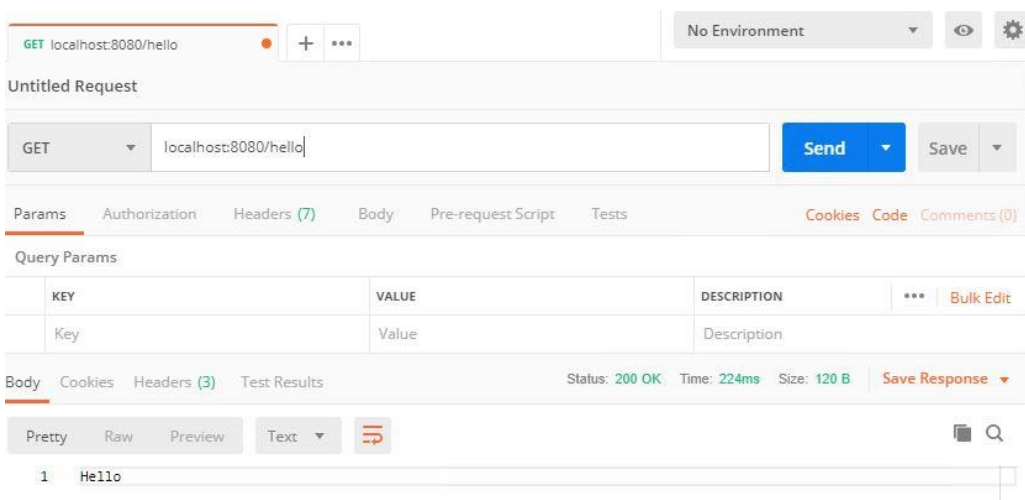 GET localhost:8080/hello + ••• No Environment
Untitled Request
GET localhost:8080/hello Send Save
Params Authorization Headers (7) Body Pre-request Script Tests Cookies Code Comments (0)
Query Params
KEY VALUE DESCRIPTION ••• Bulk Edit
Key Value Description
Body Cookies Headers (3) Test Results Status: 200 OK Time: 224ms Size: 120 B Save Response
Pretty Raw Preview Text
1 Hello